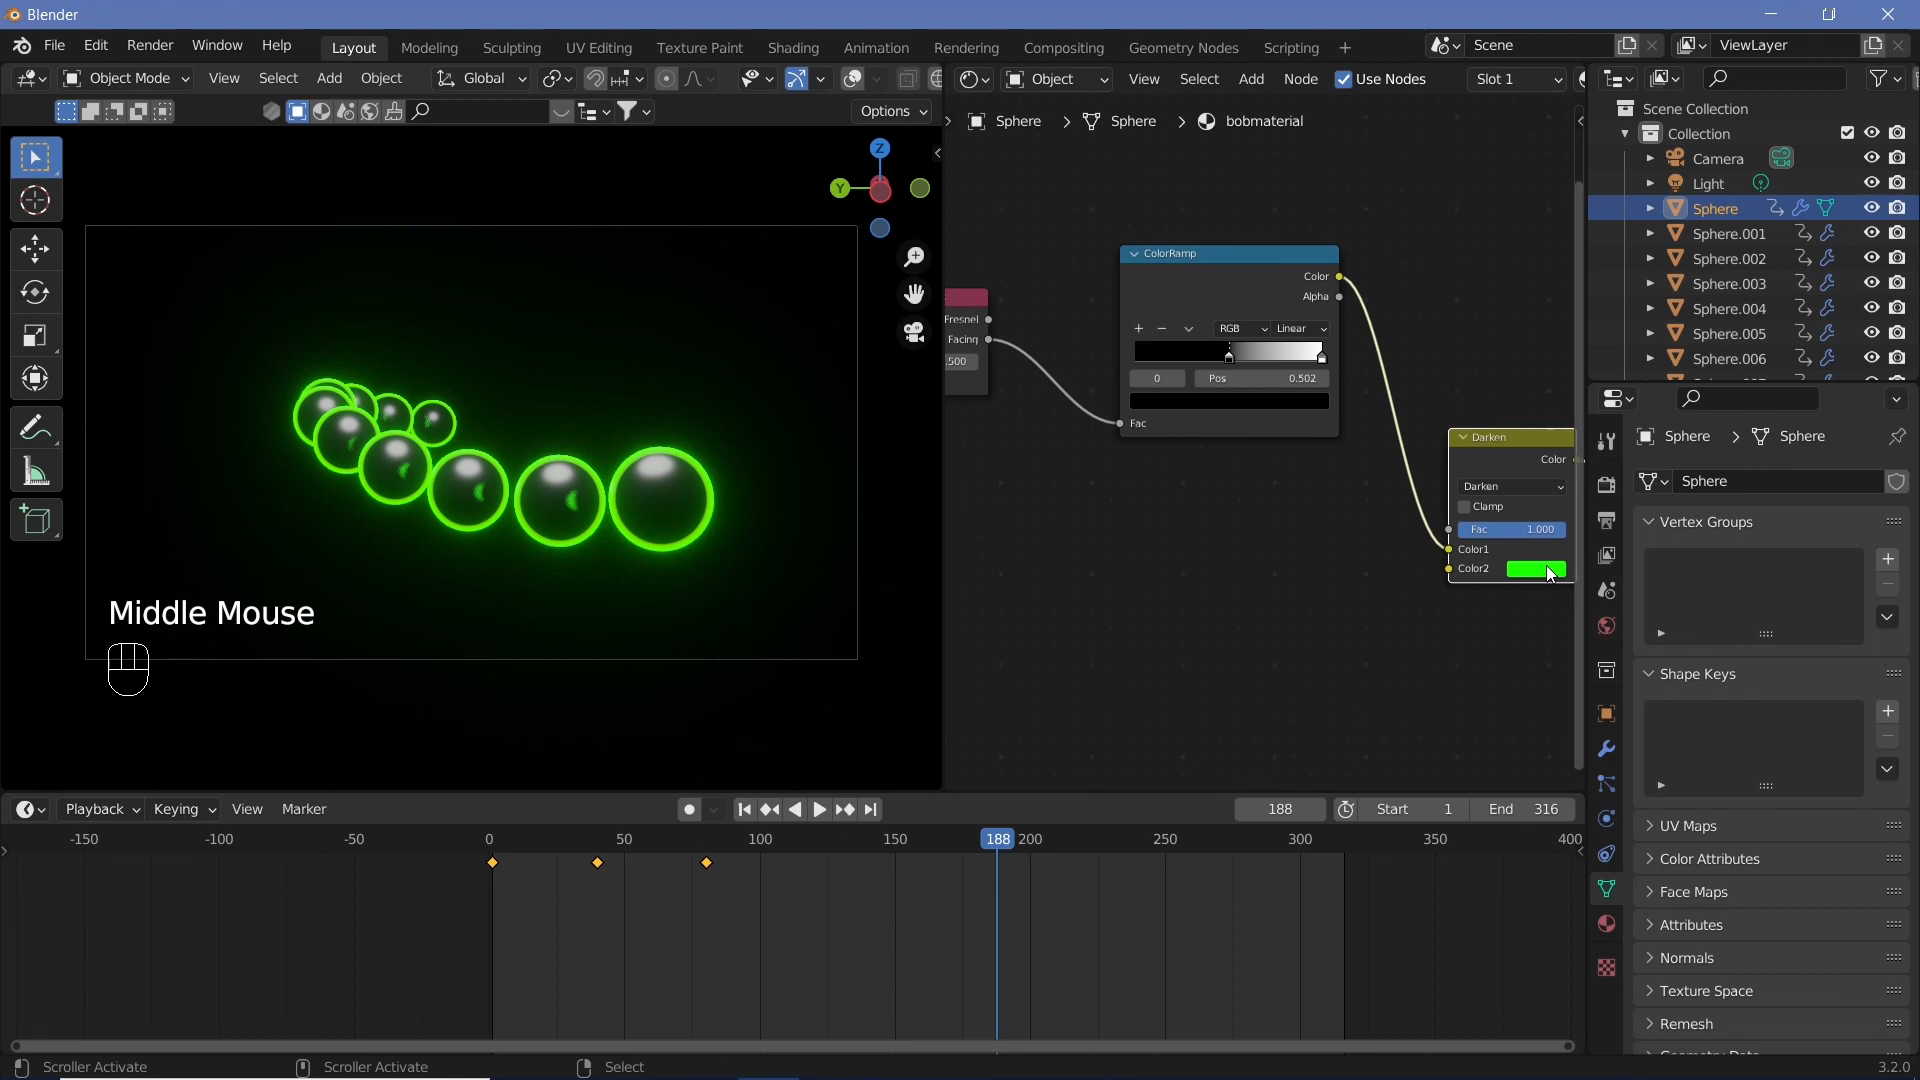 Blender
File Edit Render Window Help Layout Modeling Sculpting UV Editing Texture Paint Shading Animation Rendering Compositing Geometry Nodes Scripting + Scene ViewLayer
Object Mode View Select Add Object Global Object View Select Add Node Use Nodes Slot 1
Options
Sphere > Sphere > bobmaterial
Scene Collection
Collection
Camera
Light
Sphere
Sphere.001
Sphere.002
Sphere.003
Sphere.004
Sphere.005
Sphere.006
Z
Y
Fresnel
Facing
.500
ColorRamp
Color
Alpha
RGB Linear
0 Pos 0.502
Fac
Darken
Color
Darken
Clamp
Fac 1.000
Color1
Color2
Middle Mouse
Sphere > Sphere
Sphere
Vertex Groups
Shape Keys
UV Maps
Color Attributes
Face Maps
Attributes
Normals
Texture Space
Remesh
Playback Keying View Marker 188 Start 1 End 316
-150 -100 -50 0 50 100 150 188 200 250 300 350 400
Scroller Activate Scroller Activate Select 3.2.0